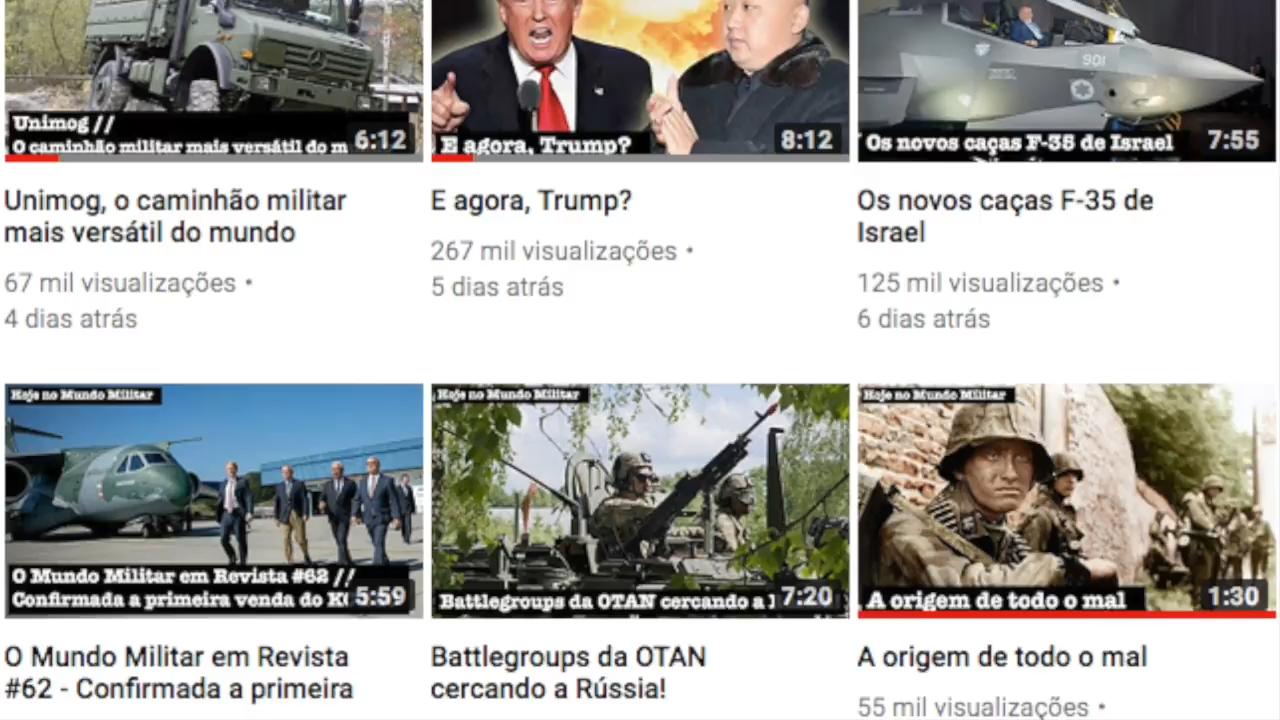 Unimog //
O caminhão militar mais versátil do m
6:12
E agora, Trump?
8:12
901
Os novos caças F-35 de Israel
7:55
Unimog, o caminhão militar
mais versátil do mundo
67 mil visualizações •
4 dias atrás
E agora, Trump?
267 mil visualizações •
5 dias atrás
Os novos caças F-35 de
Israel
125 mil visualizações •
6 dias atrás
Hoje no Mundo Militar
O Mundo Militar em Revista #62 //
Confirmada a primeira venda do KC
5:59
Hoje no Mundo Militar
Battlegroups da OTAN cercando a
7:20
Hoje no Mundo Militar
A origem de todo o mal
1:30
O Mundo Militar em Revista
#62 - Confirmada a primeira
Battlegroups da OTAN
cercando a Rússia!
A origem de todo o mal
55 mil visualizações •